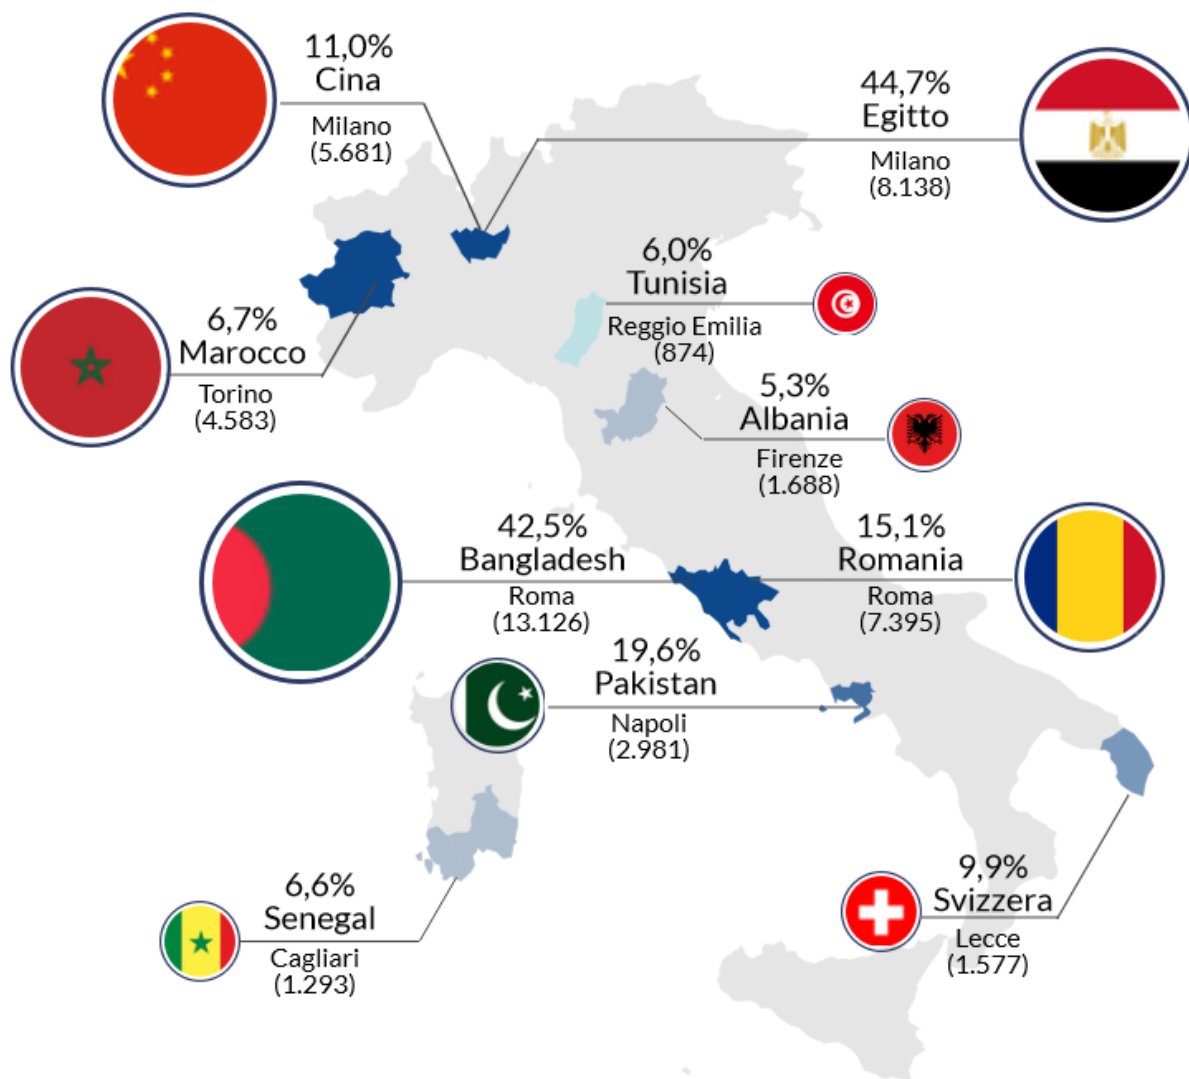 11,0%
Cina
Milano
(5.681)
44,7%
Egitto
Milano
(8.138)
6,0%
Tunisia
Reggio Emilia
(874)
6,7%
Marocco
Torino
(4.583)
5,3%
Albania
Firenze
(1.688)
42,5%
Bangladesh
Roma
(13.126)
15,1%
Romania
Roma
(7.395)
19,6%
Pakistan
Napoli
(2.981)
9,9%
Svizzera
Lecce
(1.577)
6,6%
Senegal
Cagliari
(1.293)